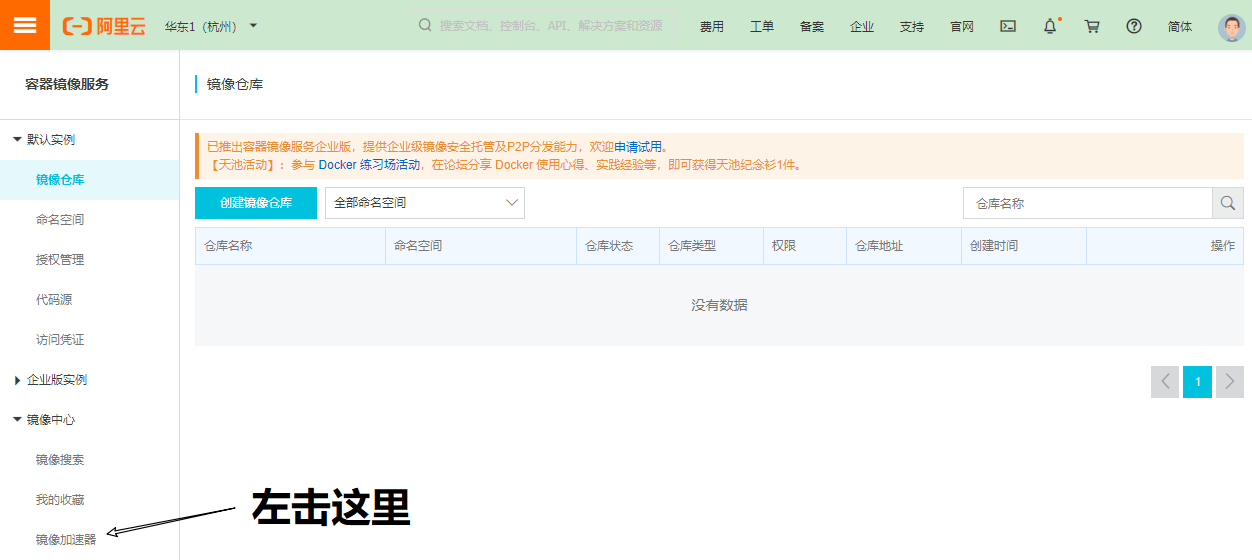 阿里云 华东1（杭州） 搜索文档、控制台、API、解决方案和资源 费用 工单 备案 企业 支持 官网 简体
容器镜像服务
镜像仓库
默认实例
镜像仓库
命名空间
授权管理
代码源
访问凭证
企业版实例
镜像中心
镜像搜索
我的收藏
镜像加速器
已推出容器镜像服务企业版，提供企业级镜像安全托管及P2P分发能力，欢迎申请试用。
【天池活动】：参与 Docker 练习场活动，在论坛分享 Docker 使用心得、实践经验等，即可获得天池纪念衫1件。
创建镜像仓库 全部命名空间 仓库名称
仓库名称 命名空间 仓库状态 仓库类型 权限 仓库地址 创建时间 操作
没有数据
1
左击这里